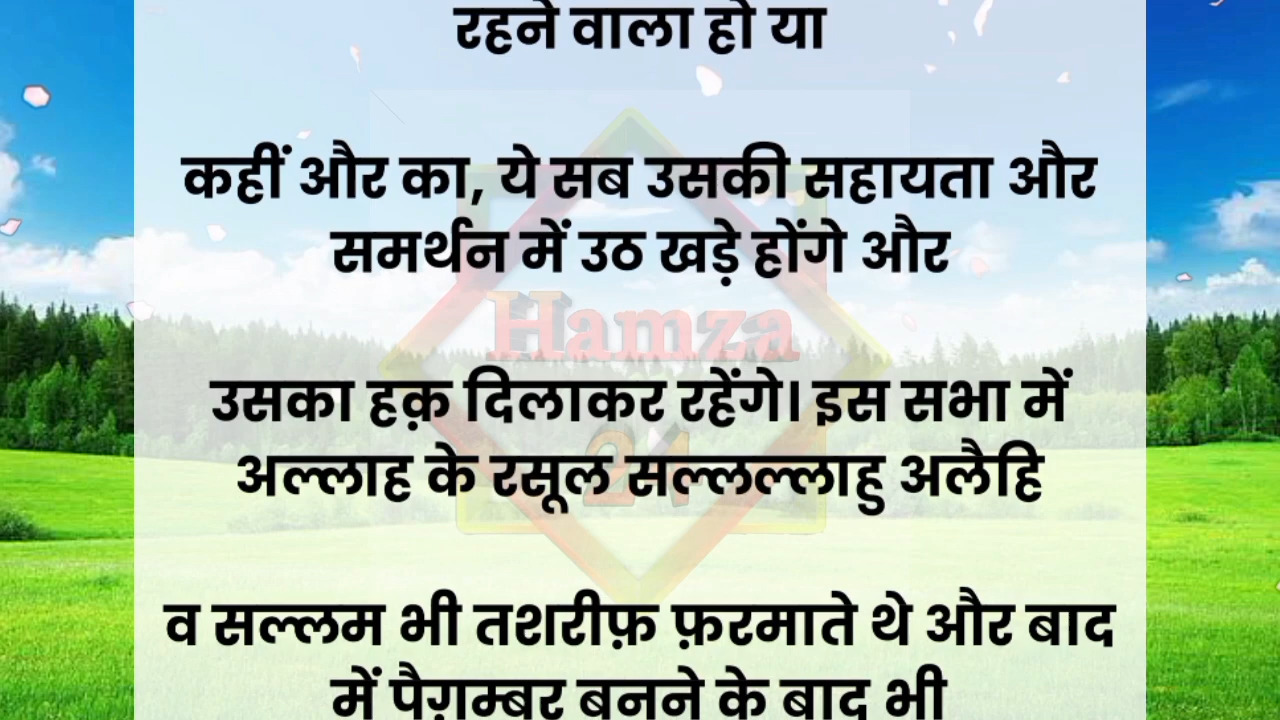 रहने वाला हो या
कहीं और का, ये सब उसकी सहायता और
समर्थन में उठ खड़े होंगे और
Hamza
उसका हक़ दिलाकर रहेंगे। इस सभा में
24
अल्लाह के रसूल सल्लल्लाहु अलैहि
व सल्लम भी तशरीफ़ फ़रमाते थे और बाद
में पैग़म्बर बनने के बाद भी